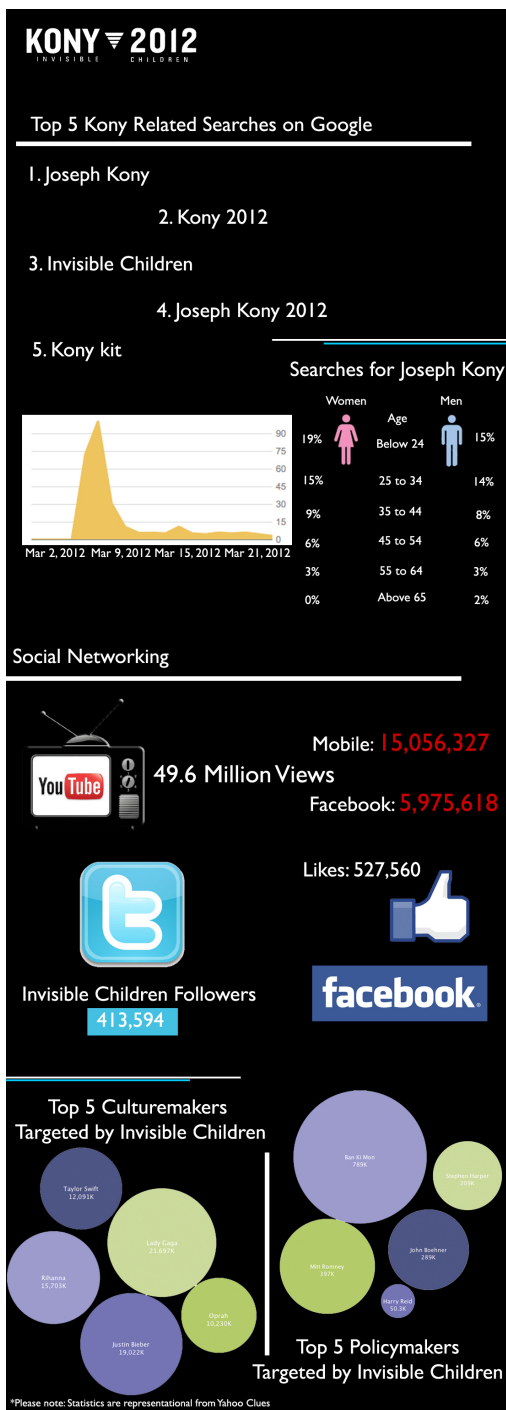 KONY 2012
INVISIBLE CHILDREN
Top 5 Kony Related Searches on Google
1. Joseph Kony
2. Kony 2012
3. Invisible Children
4. Joseph Kony 2012
5. Kony kit
Searches for Joseph Kony
Women Men
Age
19% Below 24 15%
15% 25 to 34 14%
9% 35 to 44 8%
6% 45 to 54 6%
3% 55 to 64 3%
0% Above 65 2%
90
75
60
45
30
15
0
Mar 2, 2012 Mar 9, 2012 Mar 15, 2012 Mar 21, 2012
Social Networking
YouTube
49.6 Million Views
Mobile: 15,056,327
Facebook: 5,975,618
t
Invisible Children Followers
413,594
Likes: 527,560
facebook
Top 5 Culturemakers
Targeted by Invisible Children
Taylor Swift
12,091K
Lady Gaga
21,697K
Rihanna
15,703K
Oprah
10,230K
Justin Bieber
19,022K
Ban Ki Mon
789K
Stephen Harper
209K
John Boehner
289K
Mitt Romney
397K
Harry Reid
50.3K
Top 5 Policymakers
Targeted by Invisible Children
*Please note: Statistics are representational from Yahoo Clues